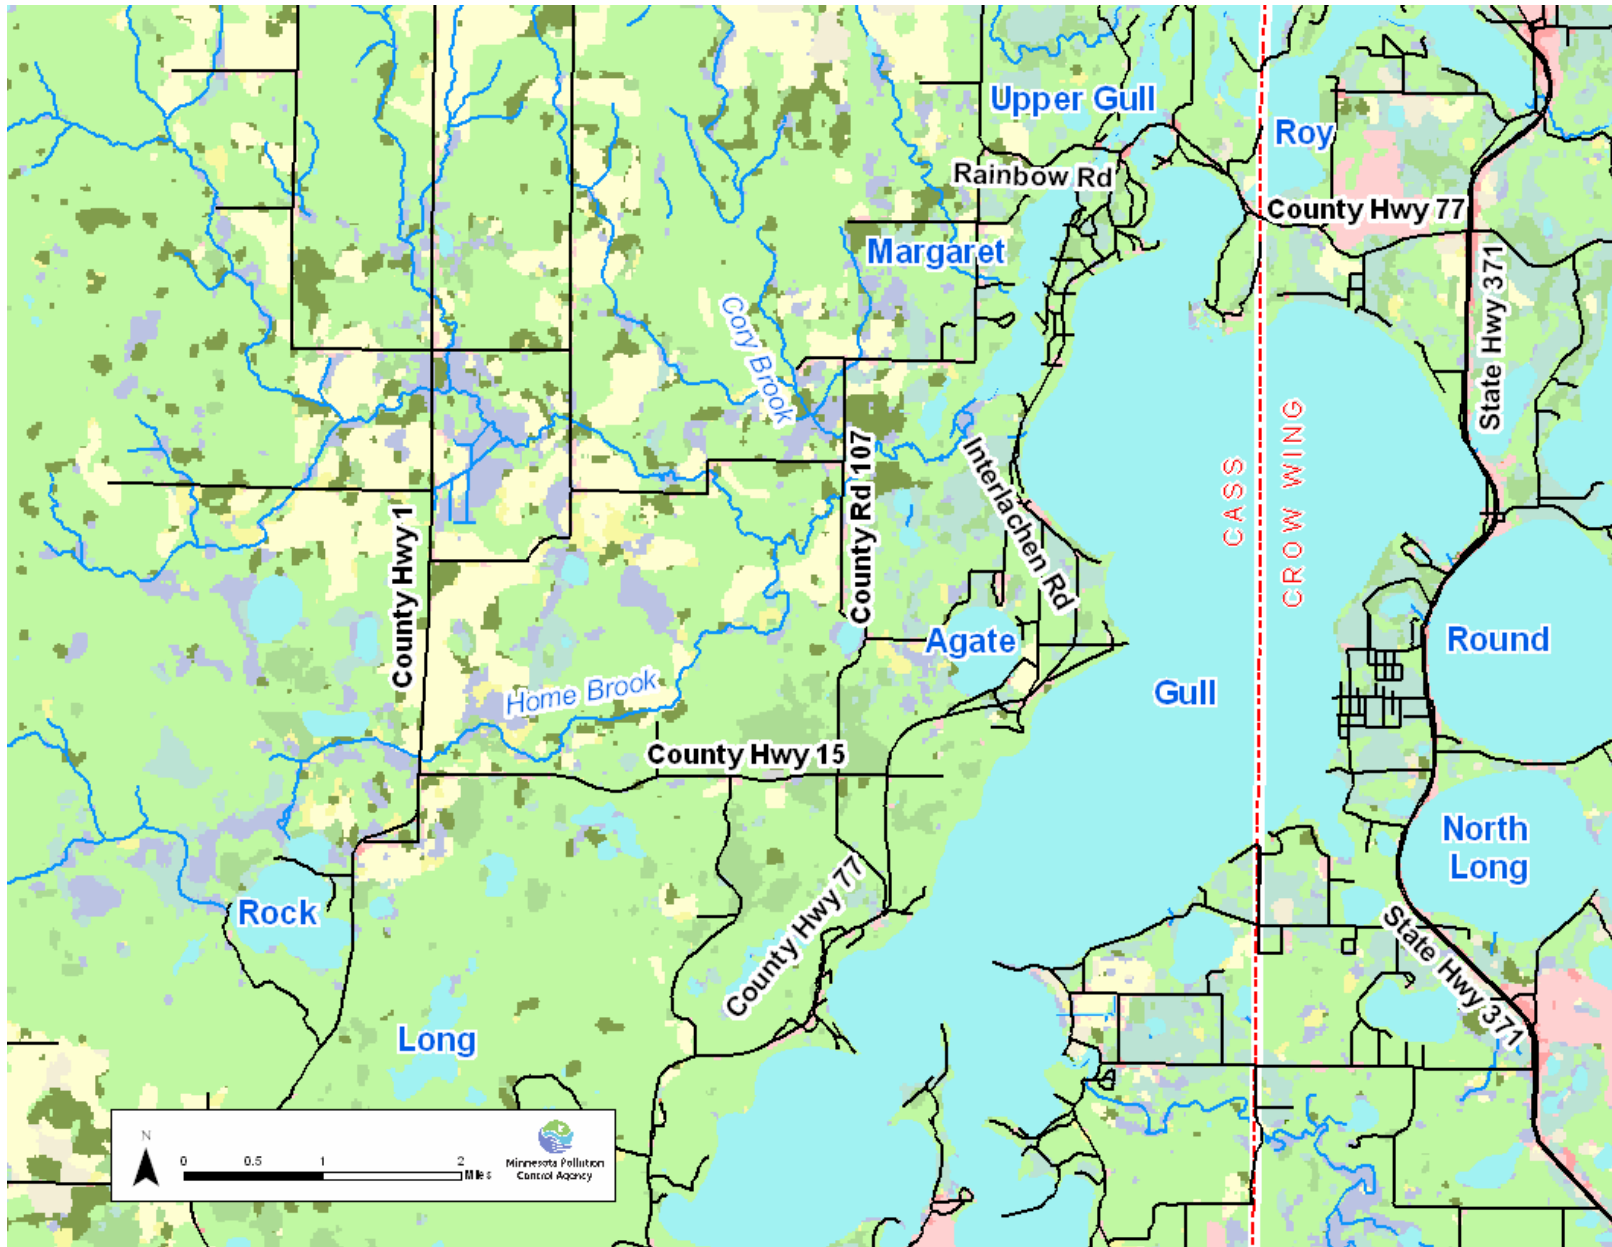 Upper Gull
Roy
Rainbow Rd
County Hwy 77
Margaret
State Hwy 371
Cory Brook
CASS
CROW WING
County Rd 107
Interlachen Rd
County Hwy 1
Agate
Round
Home Brook
Gull
County Hwy 15
North
Long
County Hwy 77
Rock
State Hwy 371
Long
N
0 0.5 1 2
Miles
Minnesota Pollution
Control Agency